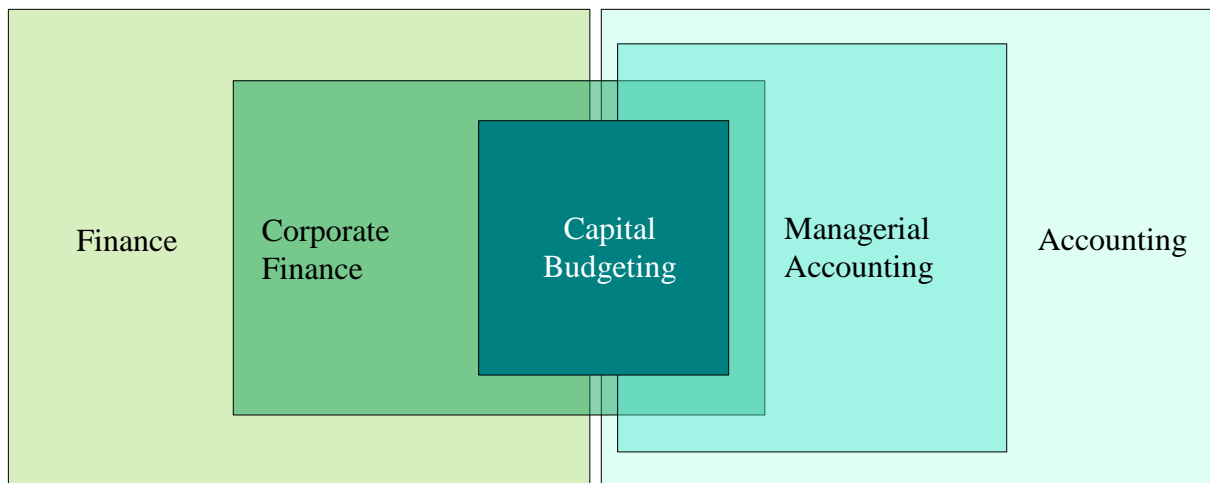 Finance
Corporate
Finance
Capital
Budgeting
Managerial
Accounting
Accounting